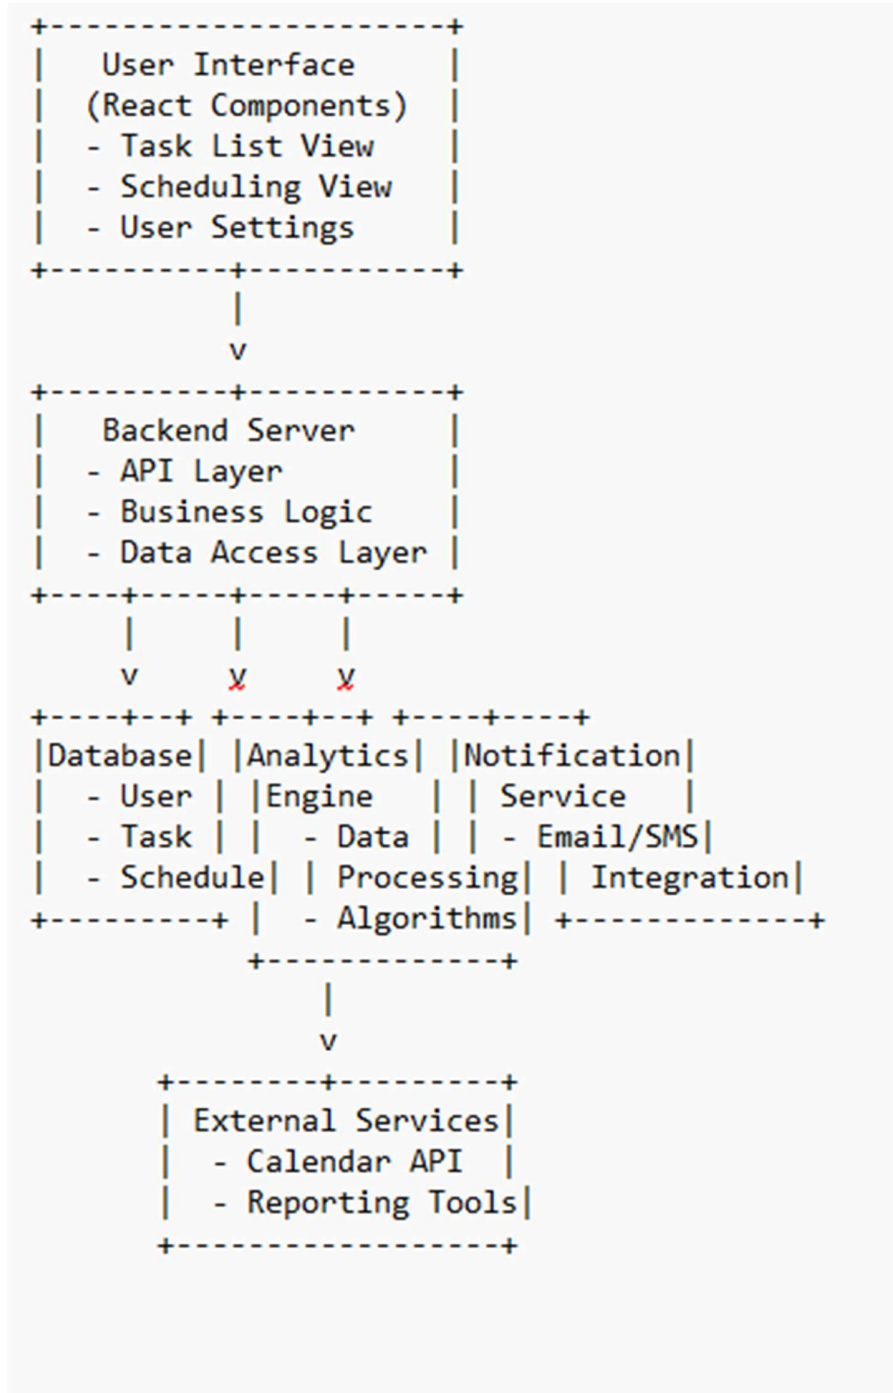 +----------------------+
|   User Interface     |
|  (React Components)  |
|  - Task List View    |
|  - Scheduling View   |
|  - User Settings     |
+----------+-----------+
           |
           v
+----------+-----------+
|   Backend Server     |
|  - API Layer         |
|  - Business Logic    |
|  - Data Access Layer |
+----+-----+-----+-----+
     |     |     |
     v     v     v
+----+--+ +----+--+ +----+----+
|Database| |Analytics| |Notification|
|  - User | |Engine   | | Service   |
|  - Task | |  - Data | | - Email/SMS|
|  - Schedule| | Processing| | Integration|
+---------+ |  - Algorithms| +-------------+
            +-------------+
                |
                v
       +--------+---------+
       | External Services|
       |  - Calendar API  |
       |  - Reporting Tools|
       +------------------+